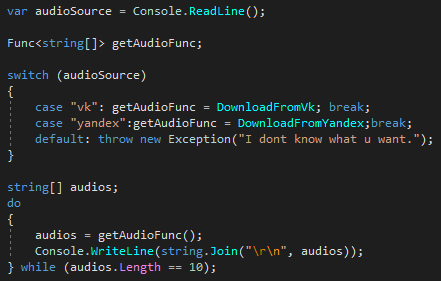 var audioSource = Console.ReadLine();
Func<string[]> getAudioFunc;
switch (audioSource)
{
case "vk": getAudioFunc = DownloadFromVk; break;
case "yandex":getAudioFunc = DownloadFromYandex;break;
default: throw new Exception("I dont know what u want.");
}
string[] audios;
do
{
audios = getAudioFunc();
Console.WriteLine(string.Join("\r\n", audios));
} while (audios.Length == 10);